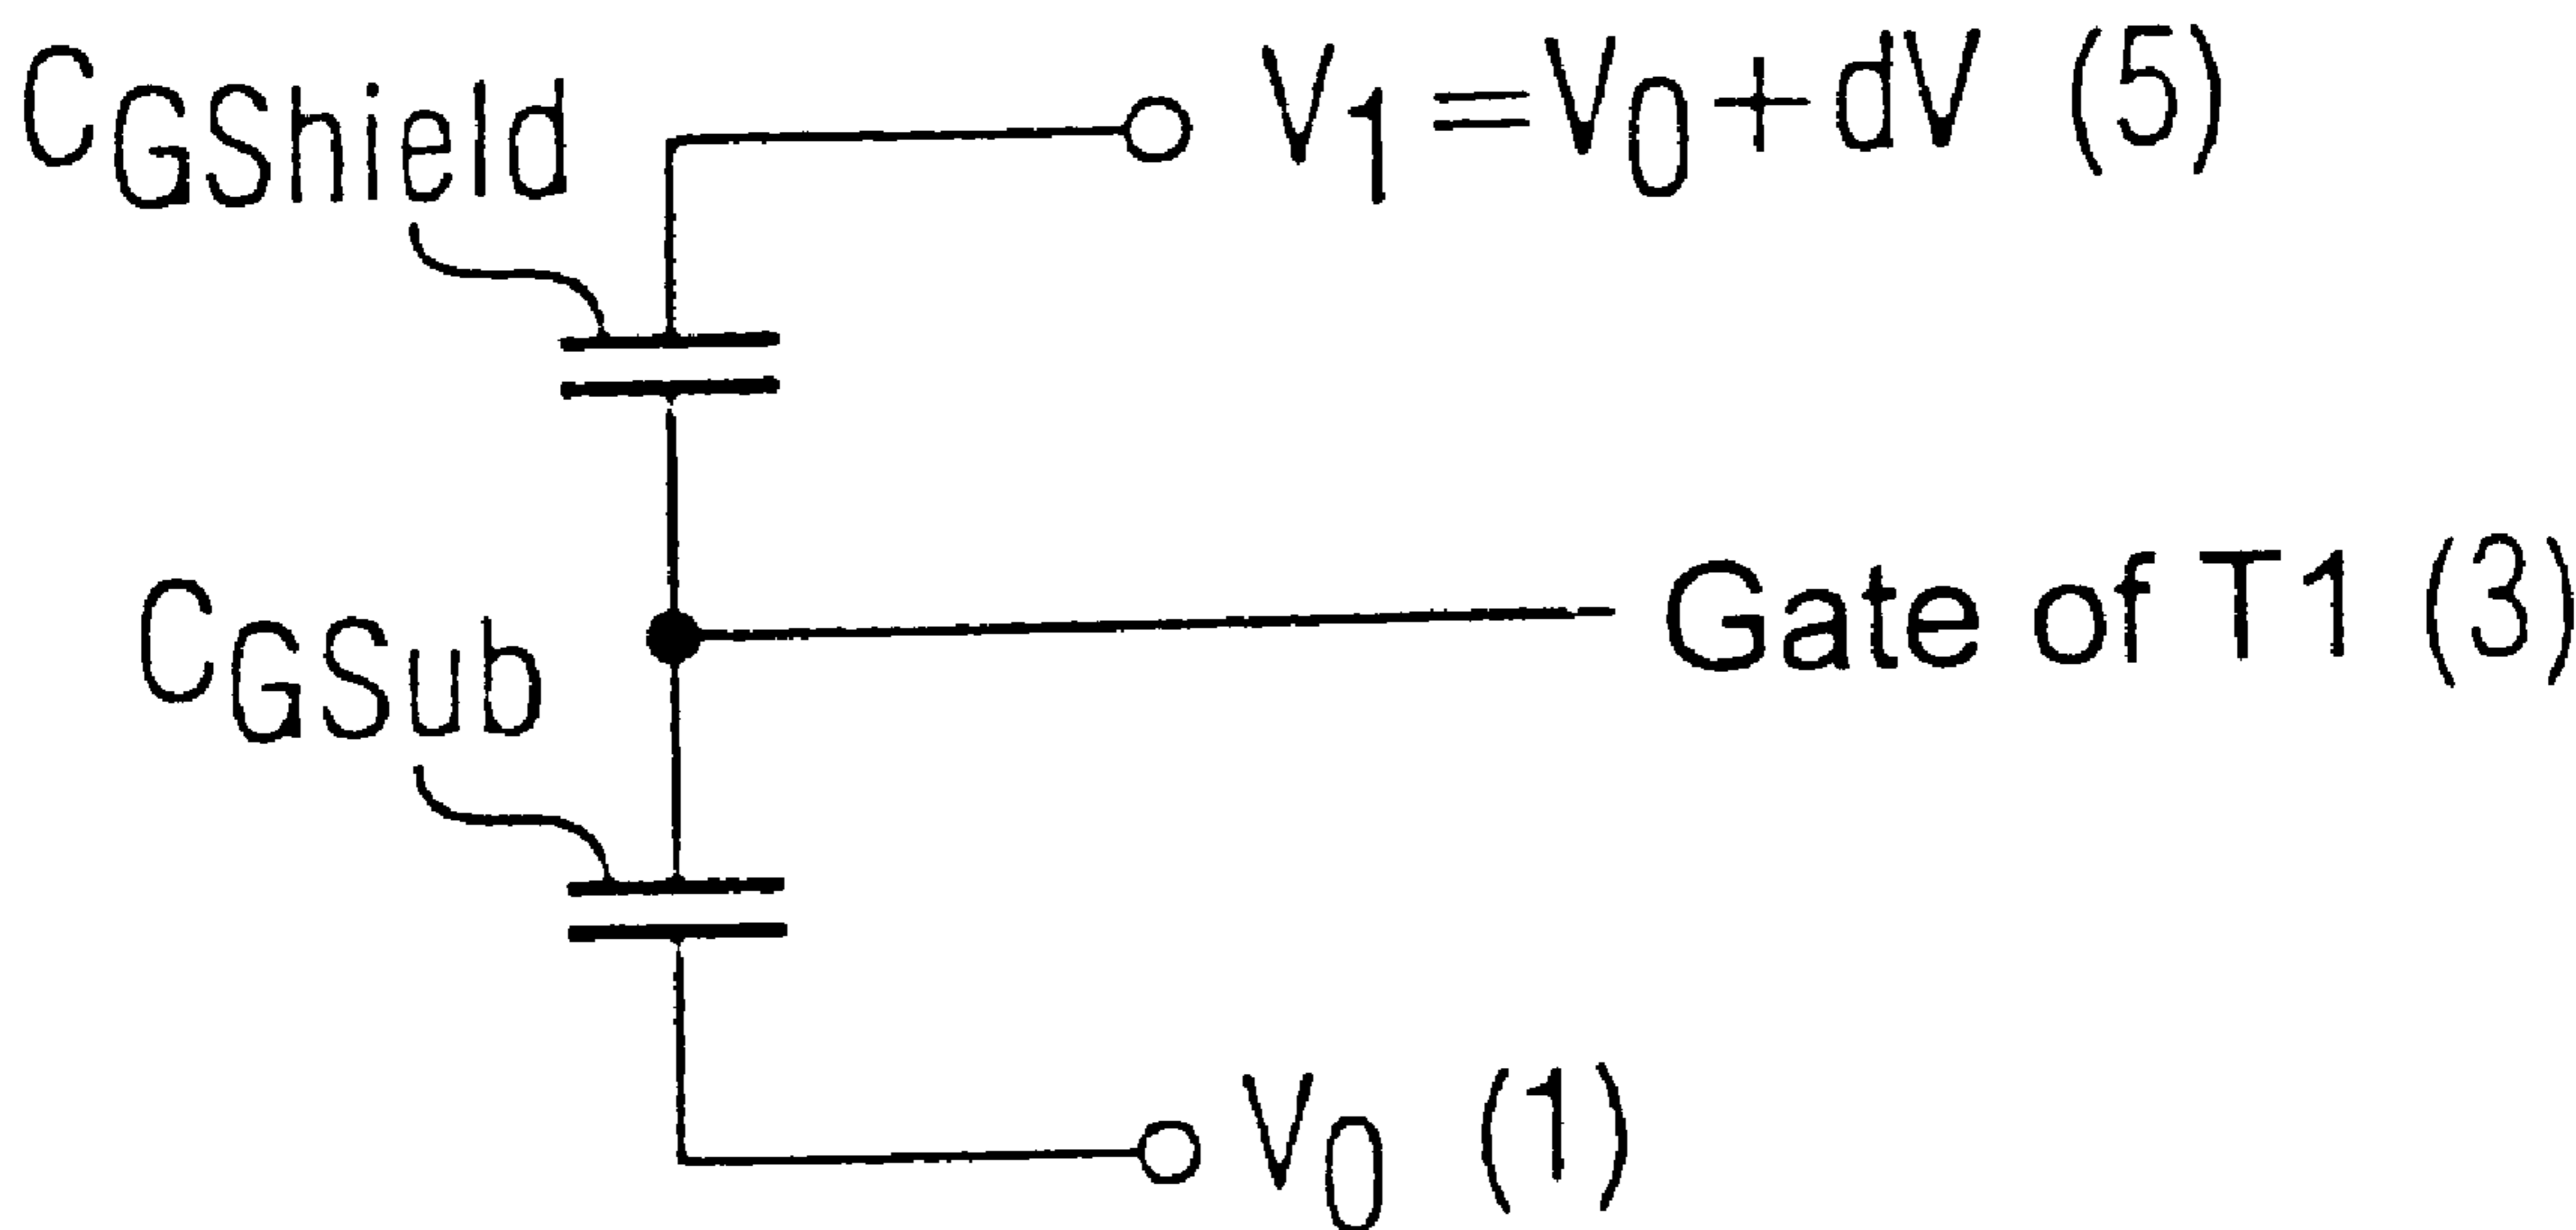 CGShield
V1=V0+dV (5)
Gate of T1 (3)
CGSub
V0 (1)